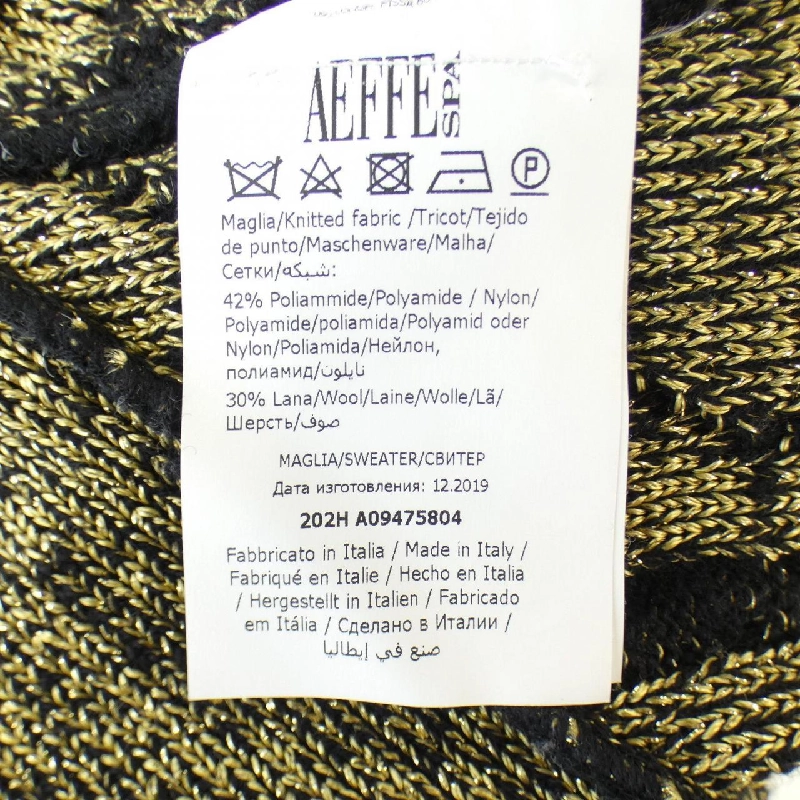 AEFFE SPA
P
Maglia/Knitted fabric /Tricot/Tejido
de punto/Maschenware/Malha/
Сетки/شبكه:
42% Poliammide/Polyamide / Nylon/
Polyamide/poliamida/Polyamid oder
Nylon/Poliamida/Нейлон,
полиамид/نايلون
30% Lana/Wool/Laine/Wolle/Lã/
Шерсть/صوف
MAGLIA/SWEATER/СВИТЕР
Дата изготовления: 12.2019
202H A09475804
Fabbricato in Italia / Made in Italy /
Fabriqué en Italie / Hecho en Italia
/ Hergestellt in Italien / Fabricado
em Itália / Сделано в Италии /
صنع في إيطاليا